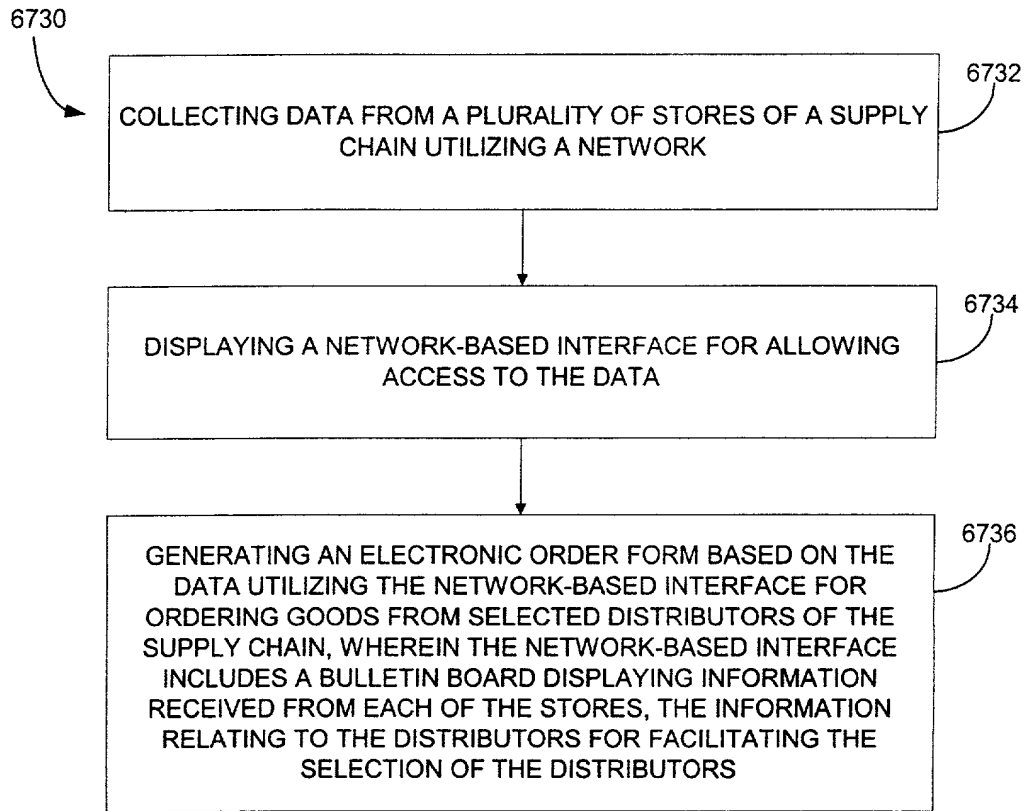 6730
6732
COLLECTING DATA FROM A PLURALITY OF STORES OF A SUPPLY
CHAIN UTILIZING A NETWORK
6734
DISPLAYING A NETWORK-BASED INTERFACE FOR ALLOWING
ACCESS TO THE DATA
6736
GENERATING AN ELECTRONIC ORDER FORM BASED ON THE
DATA UTILIZING THE NETWORK-BASED INTERFACE FOR
ORDERING GOODS FROM SELECTED DISTRIBUTORS OF THE
SUPPLY CHAIN, WHEREIN THE NETWORK-BASED INTERFACE
INCLUDES A BULLETIN BOARD DISPLAYING INFORMATION
RECEIVED FROM EACH OF THE STORES, THE INFORMATION
RELATING TO THE DISTRIBUTORS FOR FACILITATING THE
SELECTION OF THE DISTRIBUTORS